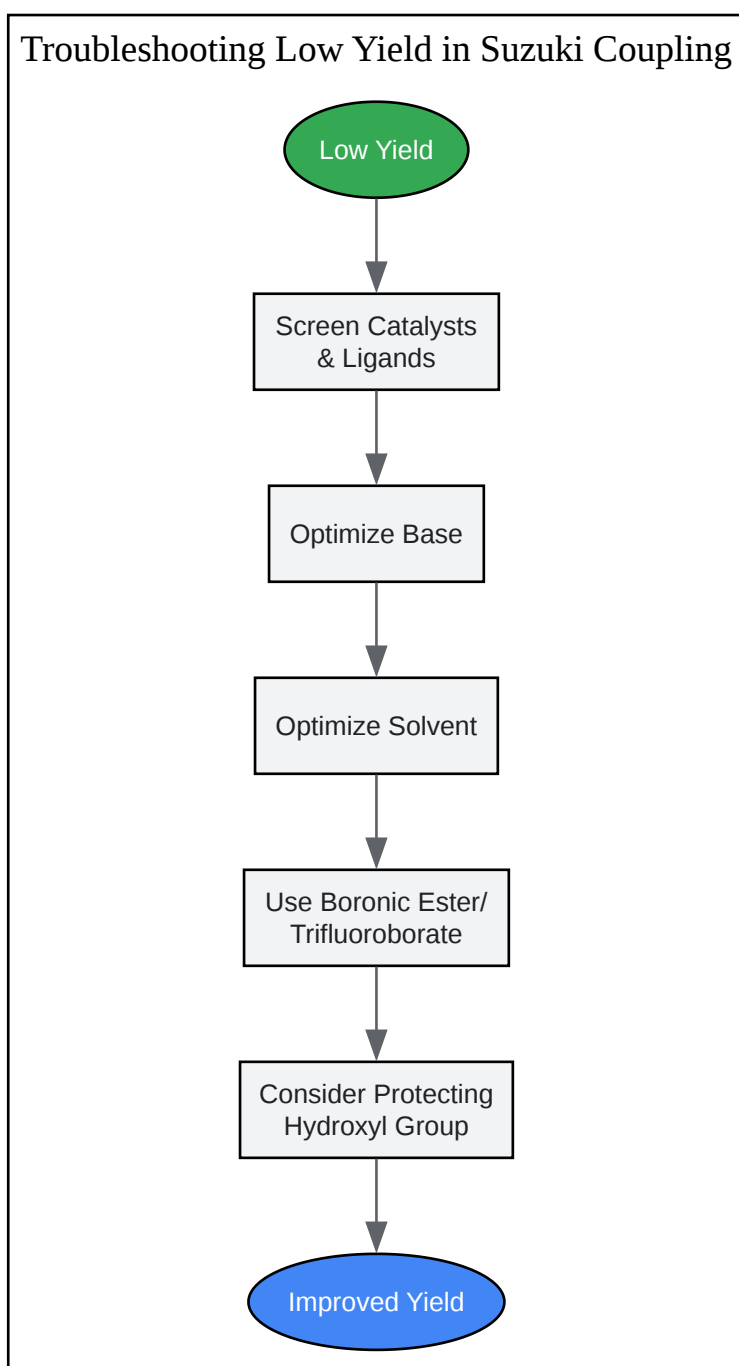 Troubleshooting Low Yield in Suzuki Coupling
Low Yield
Screen Catalysts
& Ligands
Optimize Base
Optimize Solvent
Use Boronic Ester/
Trifluoroborate
Consider Protecting
Hydroxyl Group
Improved Yield